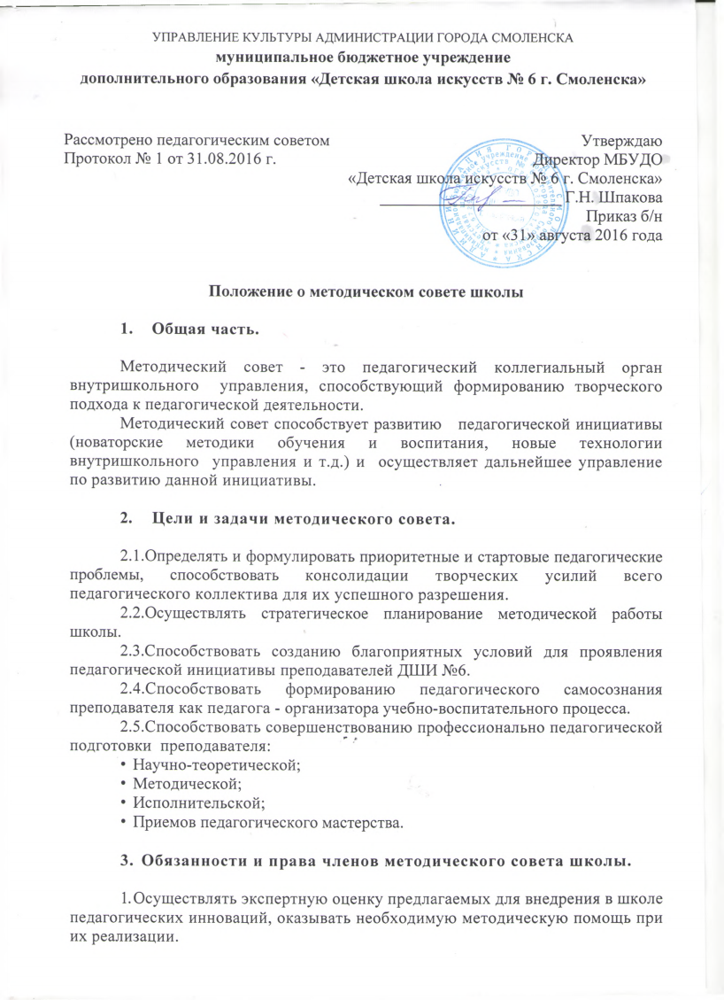 УПРАВЛЕНИЕ КУЛЬТУРЫ АДМИНИСТРАЦИИ ГОРОДА СМОЛЕНСКА
муниципальное бюджетное учреждение
дополнительного образования «Детская школа искусств № 6 г. Смоленска»
Рассмотрено педагогическим советом
Протокол № 1 от 31.08.2016 г.
Утверждаю
Директор МБУДО
«Детская школа искусств № 6 г. Смоленска»
Г.Н. Шпакова
Приказ б/н
от «31» августа 2016 года
Положение о методическом совете школы
1. Общая часть.
Методический совет - это педагогический коллегиальный орган
внутришкольного управления, способствующий формированию творческого
подхода к педагогической деятельности.
Методический совет способствует развитию педагогической инициативы
(новаторские методики обучения и воспитания, новые технологии
внутришкольного управления и т.д.) и осуществляет дальнейшее управление
по развитию данной инициативы.
2. Цели и задачи методического совета.
2.1.Определять и формулировать приоритетные и стартовые педагогические
проблемы, способствовать консолидации творческих усилий всего
педагогического коллектива для их успешного разрешения.
2.2.Осуществлять стратегическое планирование методической работы
школы.
2.3.Способствовать созданию благоприятных условий для проявления
педагогической инициативы преподавателей ДШИ №6.
2.4.Способствовать формированию педагогического самосознания
преподавателя как педагога - организатора учебно-воспитательного процесса.
2.5.Способствовать совершенствованию профессионально педагогической
подготовки преподавателя:
• Научно-теоретической;
• Методической;
• Исполнительской;
• Приемов педагогического мастерства.
3. Обязанности и права членов методического совета школы.
1.Осуществлять экспертную оценку предлагаемых для внедрения в школе
педагогических инноваций, оказывать необходимую методическую помощь при
их реализации.